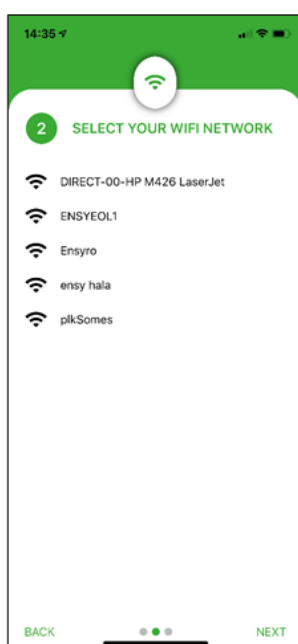 14:35
2 SELECT YOUR WIFI NETWORK
DIRECT-00-HP M426 LaserJet
ENSYEOL1
Ensyro
ensy hala
plkSomes
BACK NEXT